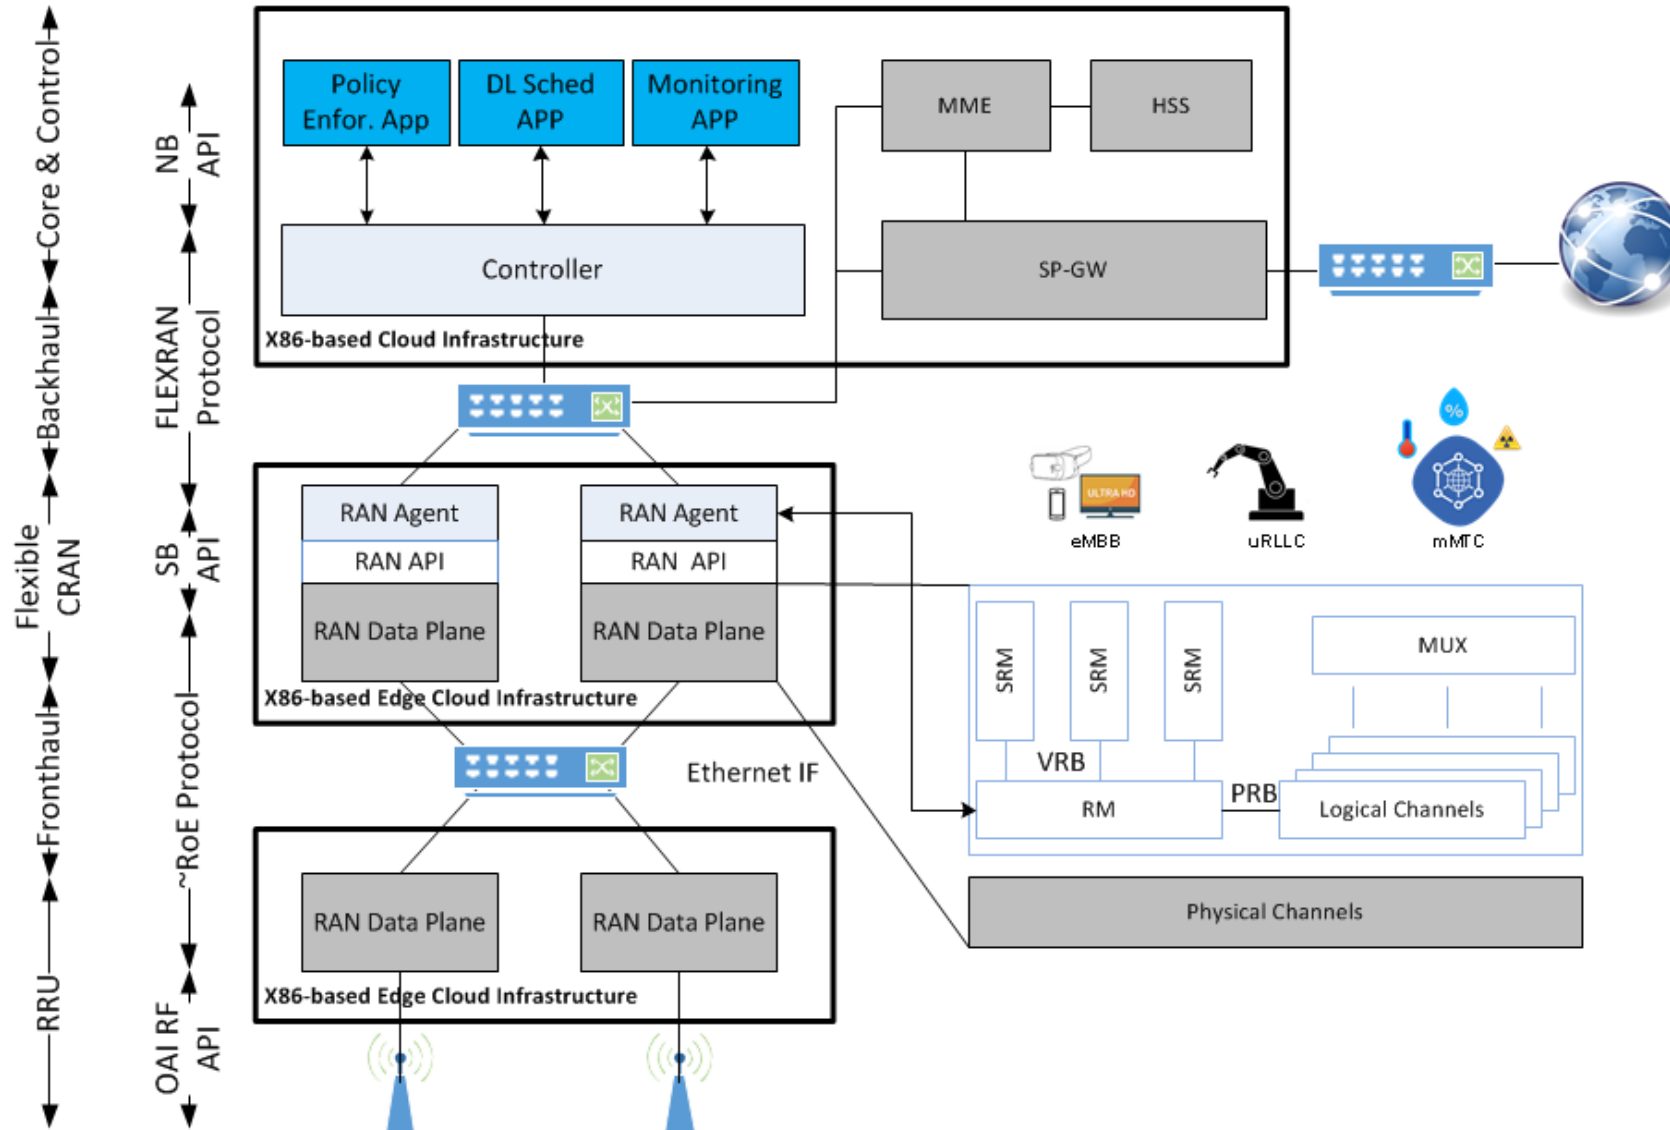 Core & Control
Backhaul
Flexible
CRAN
Fronthaul
RRU
NB
API
FLEXRAN
Protocol
SB
API
~RoE Protocol
OAI RF
API
Policy
Enfor. App
DL Sched
APP
Monitoring
APP
MME
HSS
Controller
SP-GW
X86-based Cloud Infrastructure
%
ULTRA HD
eMBB
uRLLC
mMTC
RAN Agent
RAN Agent
RAN API
RAN API
RAN Data Plane
RAN Data Plane
X86-based Edge Cloud Infrastructure
SRM
SRM
SRM
MUX
VRB
RM
PRB
Logical Channels
Physical Channels
Ethernet IF
RAN Data Plane
RAN Data Plane
X86-based Edge Cloud Infrastructure